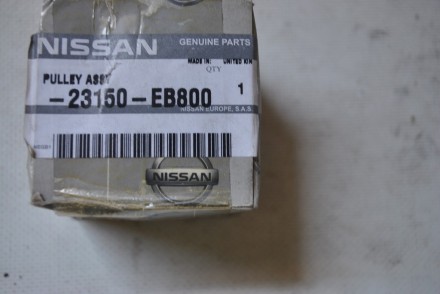 NISSAN GENUINE PARTS
MADE IN: UNITED KIN
QTY
PULLEY ASSY
-23150-EB800 1
NISSAN EUROPE, S.A.S.
NISSAN